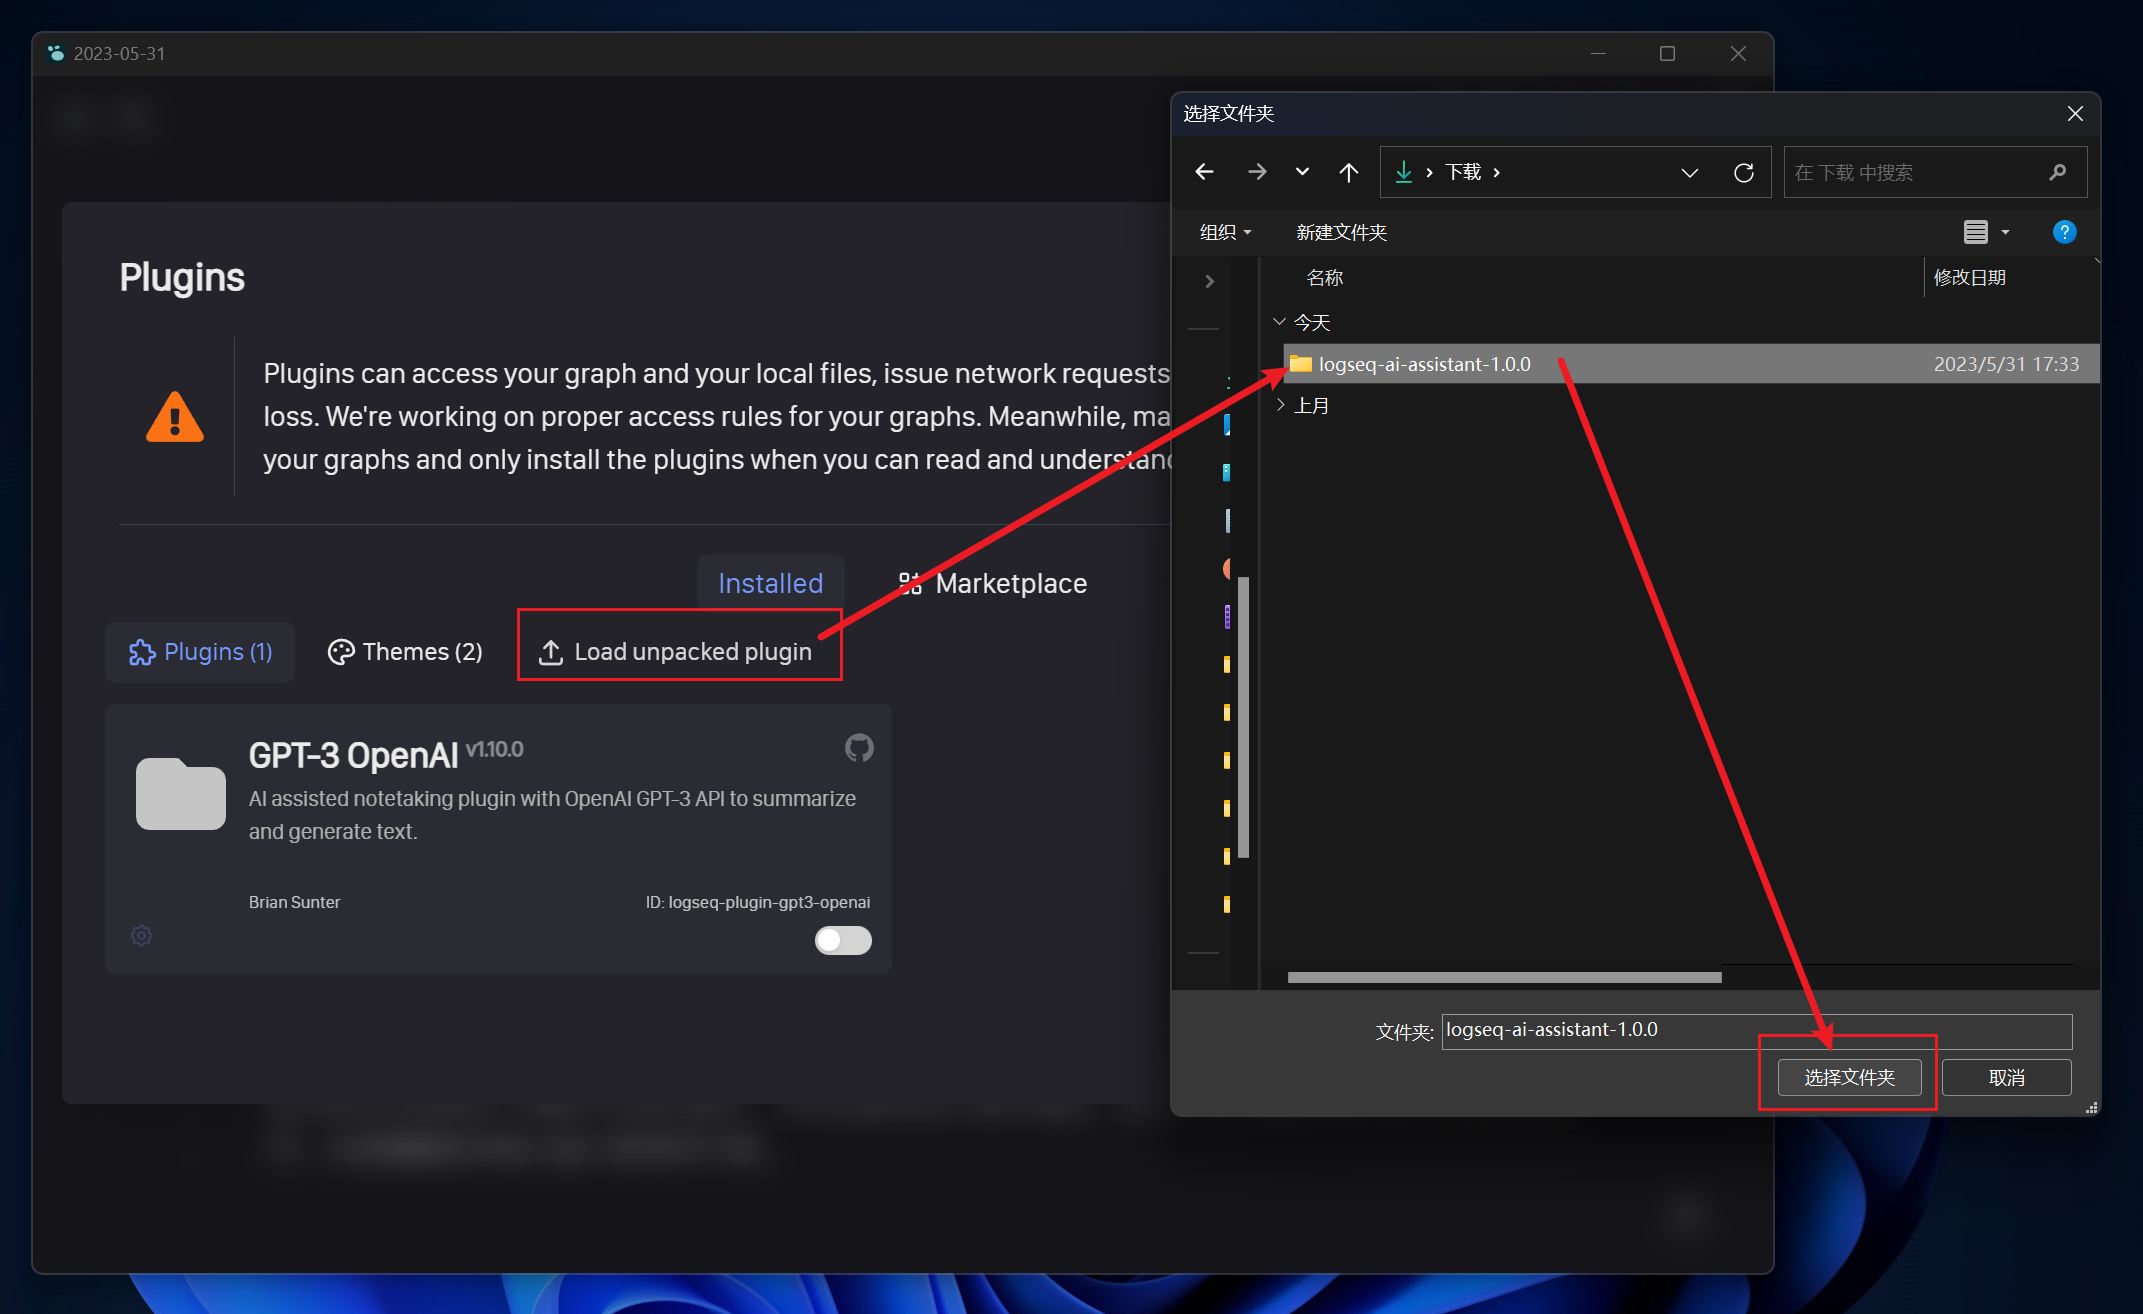 2023-05-31
Plugins
Plugins can access your graph and your local files, issue network requests
loss. We're working on proper access rules for your graphs. Meanwhile, ma
your graphs and only install the plugins when you can read and understand
Installed
Marketplace
Plugins (1)
Themes (2)
Load unpacked plugin
GPT-3 OpenAI v1.10.0
AI assisted notetaking plugin with OpenAI GPT-3 API to summarize
and generate text.
Brian Sunter
ID: logseq-plugin-gpt3-openai
选择文件夹
下载
在 下载 中搜索
组织
新建文件夹
名称
修改日期
今天
logseq-ai-assistant-1.0.0
2023/5/31 17:33
上月
文件夹:
logseq-ai-assistant-1.0.0
选择文件夹
取消